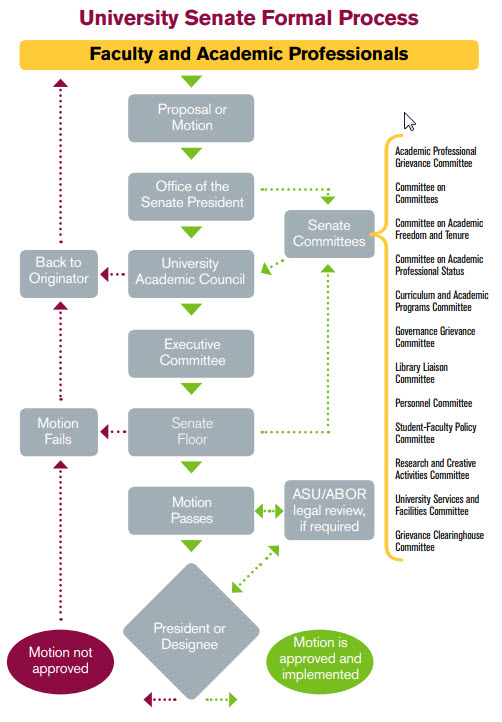 University Senate Formal Process
Faculty and Academic Professionals
Proposal or
Motion
Office of the
Senate President
Senate
Committees
Back to
Originator
University
Academic Council
Executive
Committee
Motion
Fails
Senate
Floor
Motion
Passes
ASU/ABOR
legal review,
if required
President or
Designee
Motion not
approved
Motion is
approved and
implemented
Academic Professional
Grievance Committee
Committee on
Committees
Committee on Academic
Freedom and Tenure
Committee on Academic
Professional Status
Curriculum and Academic
Programs Committee
Governance Grievance
Committee
Library Liaison
Committee
Personnel Committee
Student-Faculty Policy
Committee
Research and Creative
Activities Committee
University Services and
Facilities Committee
Grievance Clearinghouse
Committee